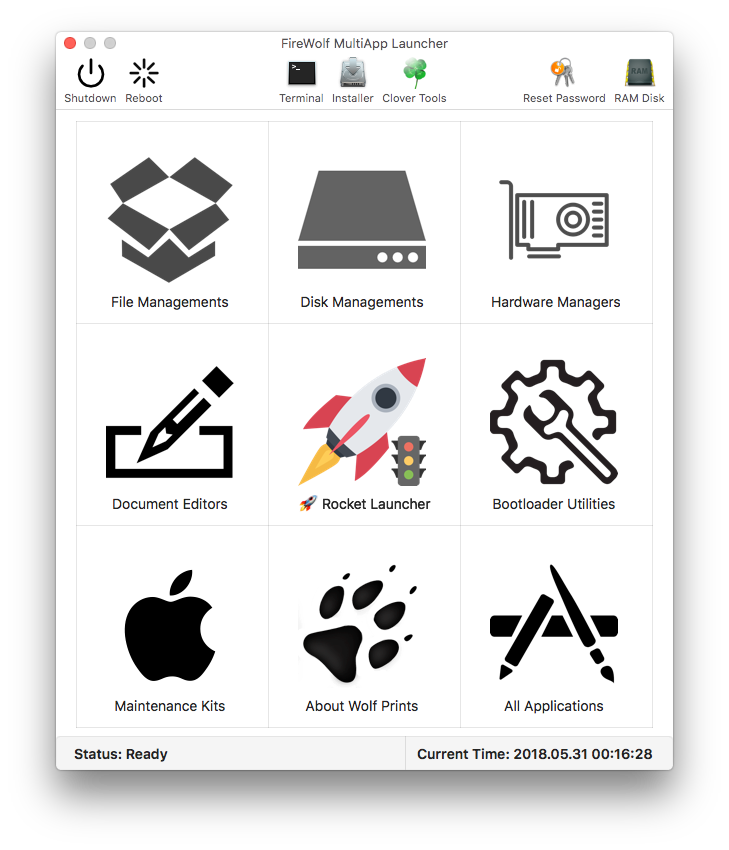 FireWolf MultiApp Launcher
>_
RAM
Shutdown Reboot Terminal Installer Clover Tools Reset Password RAM Disk
File Managements Disk Managements Hardware Managers
Document Editors 🚀 Rocket Launcher Bootloader Utilities
Maintenance Kits About Wolf Prints All Applications
Status: Ready Current Time: 2018.05.31 00:16:28